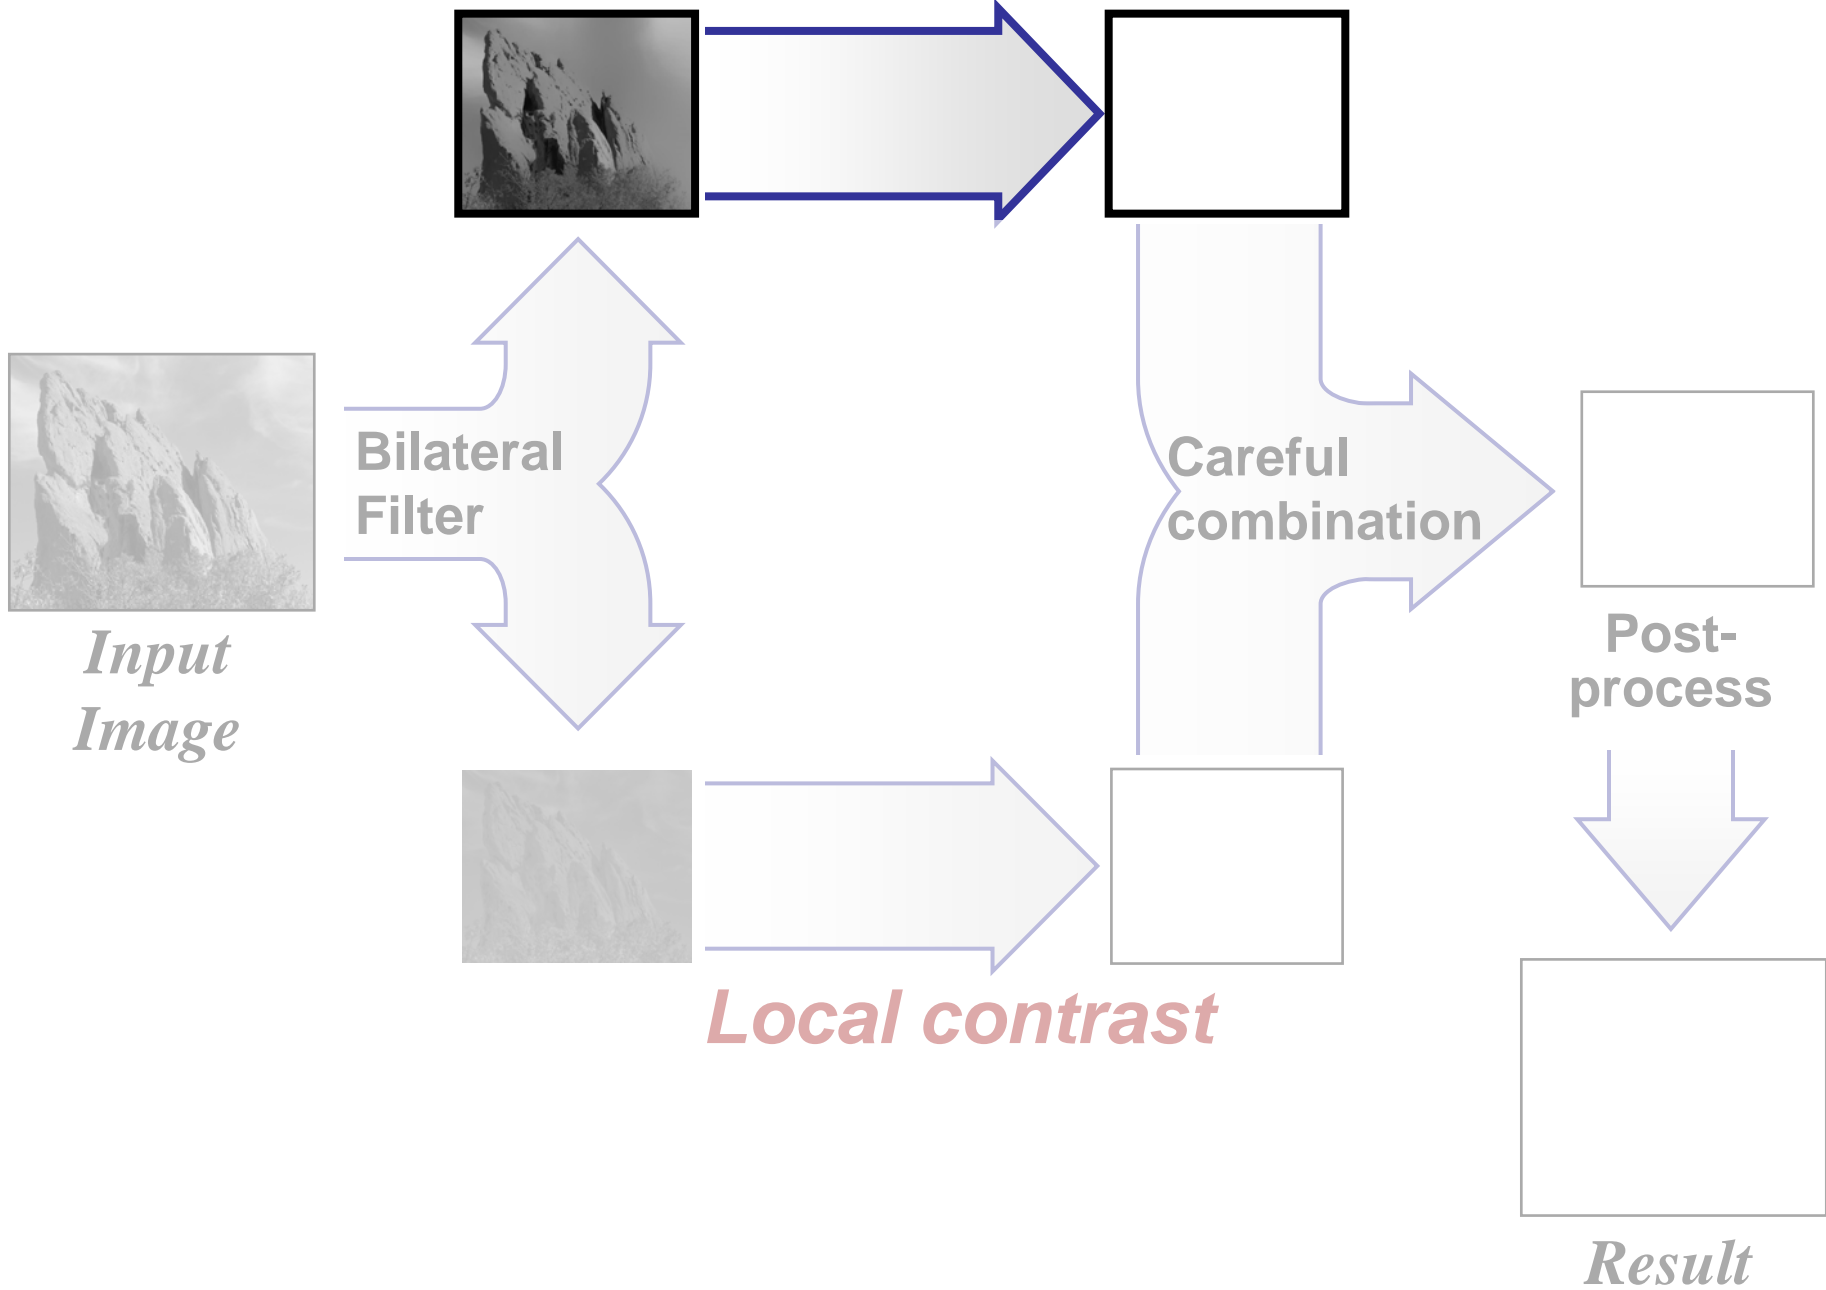 Bilateral
Filter
Careful
combination
Input
Image
Post-
process
Local contrast
Result